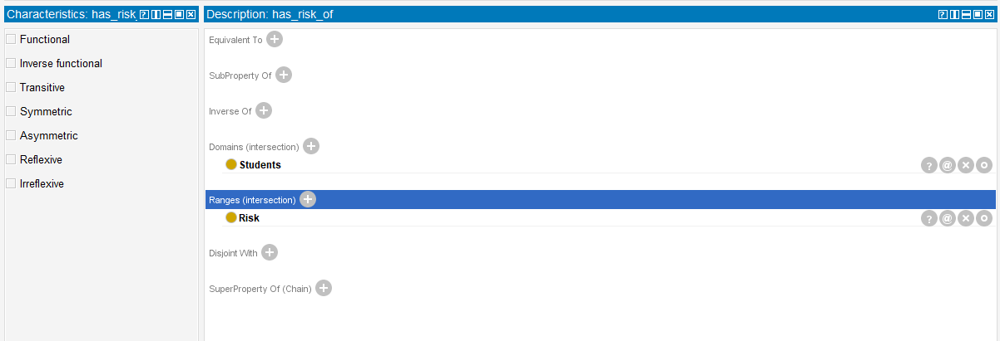 Characteristics: has_risk_
Description: has_risk_of
Functional
Inverse functional
Transitive
Symmetric
Asymmetric
Reflexive
Irreflexive
Equivalent To
SubProperty Of
Inverse Of
Domains (intersection)
Students
Ranges (intersection)
Risk
Disjoint With
SuperProperty Of (Chain)